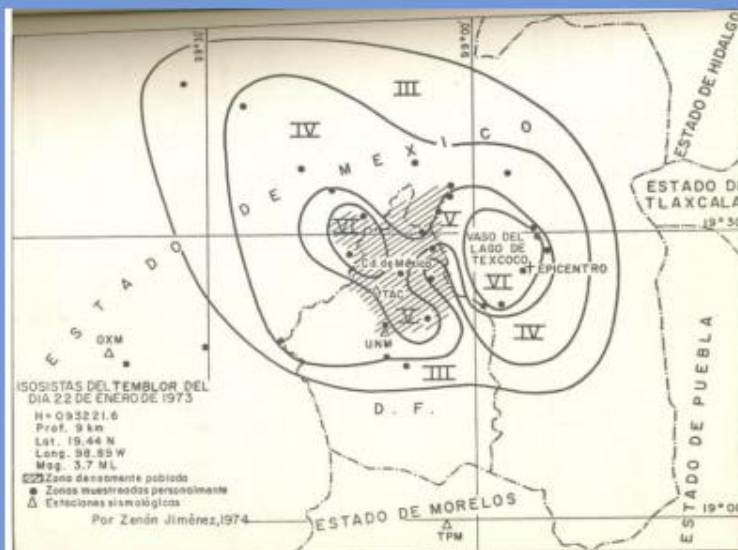 99°30'
99°00'
ESTADO DE HIDALGO
III
IV
ESTADO DE MEXICO
ESTADO DE
TLAXCALA
19°30
VI
V
VASO DEL
LAGO DE
TEXCOCO
Cd. de México
EPICENTRO
TAC
VI
V
IV
OXM
UNM
III
ISOSISTAS DEL TEMBLOR DEL
DIA 22 DE ENERO DE 1973
H=093221.6
Prof. 9 km
Lat. 19.44 N
Long. 98.89 W
Mag. 3.7 ML
Zona densamente poblada
Zonas muestreadas personalmente
Estaciones sismológicas
Por Zenón Jiménez, 1974
D. F.
ESTADO DE PUEBLA
ESTADO DE MORELOS
TPM
19°00